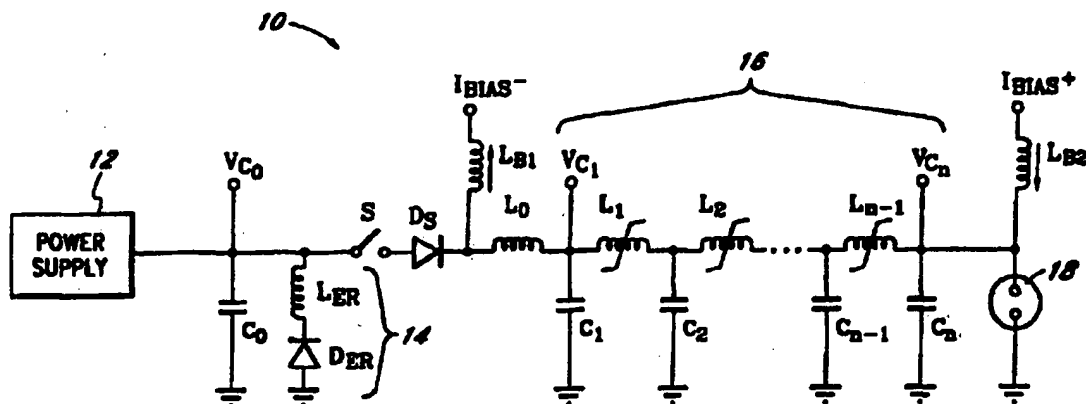 10
16
I_BIAS-
I_BIAS+
12
V_C0
L_B1
V_C1
V_Cn
L_B2
POWER
SUPPLY
S
D_S
L_0
L_1
L_2
L_n-1
18
L_ER
C_0
D_ER
14
C_1
C_2
C_n-1
C_n